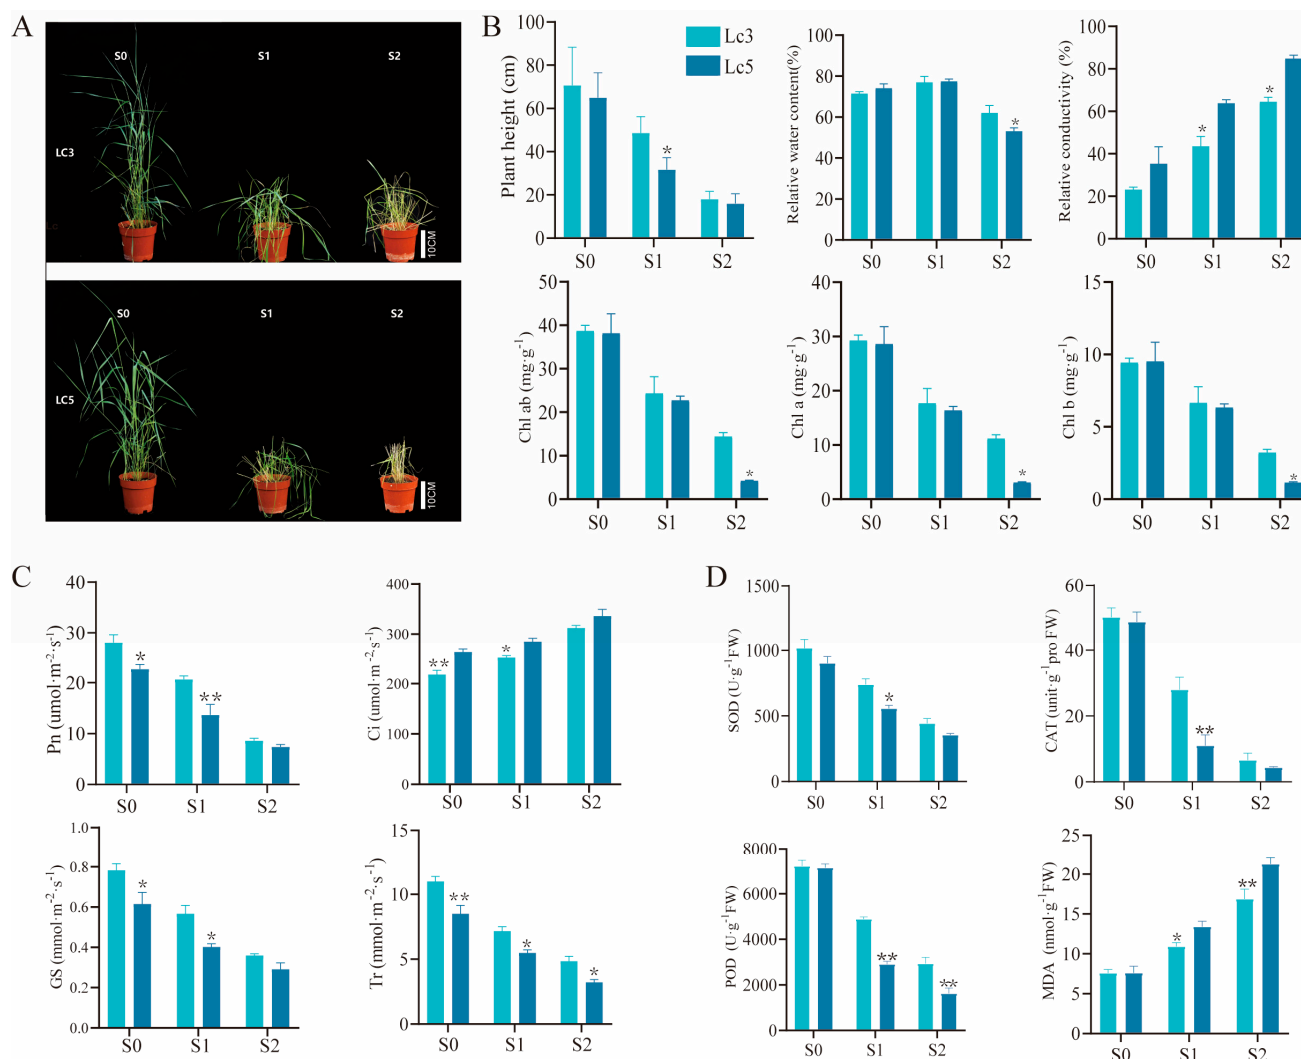 A
S0
S1
S2
LC3
10CM
S0
S1
S2
LC5
10CM
B
Lc3
Lc5
Plant height (cm)
100
80
60
40
20
0
*
S0 S1 S2
Relative water content(%)
100
80
60
40
20
0
*
S0 S1 S2
Relative conductivity (%)
100
80
60
40
20
0
* *
S0 S1 S2
Chl ab (mg·g-1)
50
40
30
20
10
0
*
S0 S1 S2
Chl a (mg·g-1)
40
30
20
10
0
*
S0 S1 S2
Chl b (mg·g-1)
15
10
5
0
*
S0 S1 S2
C
Pn (umol·m-2·s-1)
40
30
20
10
0
* **
S0 S1 S2
Ci (umol·m-2·s-1)
400
300
200
100
0
** *
S0 S1 S2
GS (mmol·m-2·s-1)
1.0
0.8
0.6
0.4
0.2
0.0
* *
S0 S1 S2
Tr (mmol·m-2·s-1)
15
10
5
0
** * *
S0 S1 S2
D
SOD (U·g-1FW)
1500
1000
500
0
*
S0 S1 S2
CAT (unit·g-1pro FW)
60
40
20
0
**
S0 S1 S2
POD (U·g-1FW)
8000
6000
4000
2000
0
** **
S0 S1 S2
MDA (nmol·g-1FW)
25
20
15
10
5
0
* **
S0 S1 S2